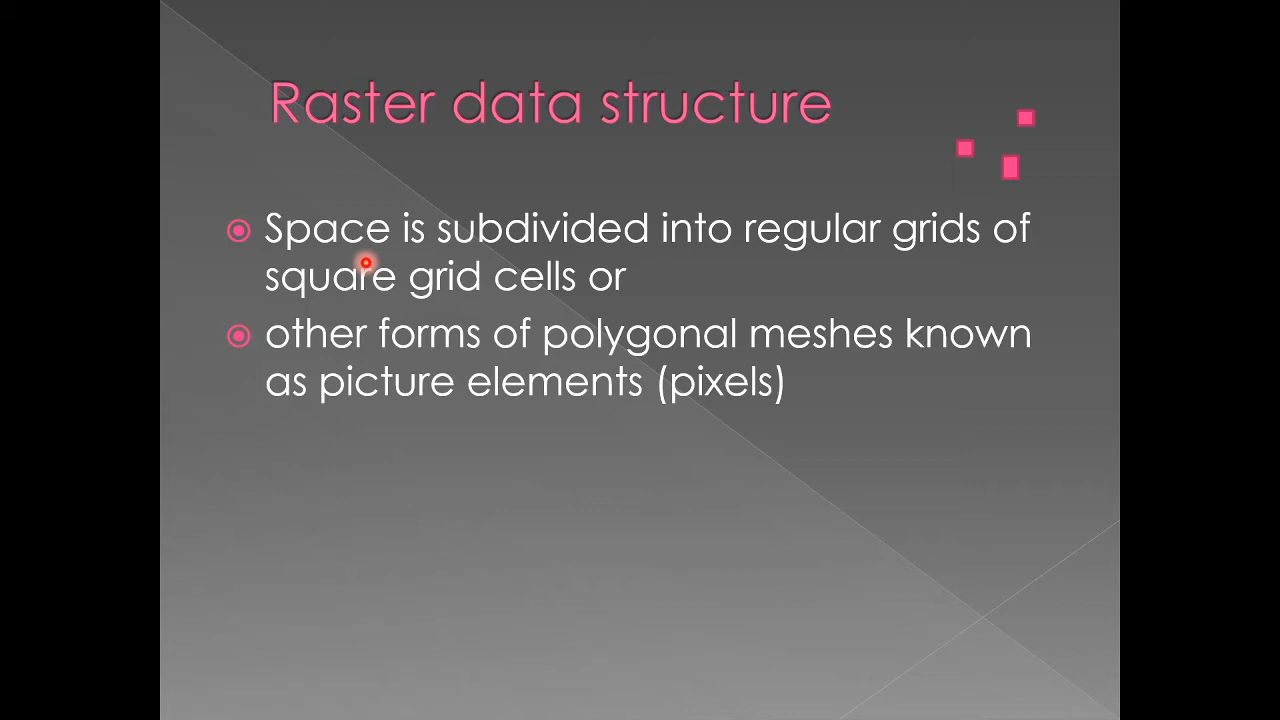 Raster data structure
Space is subdivided into regular grids of
square grid cells or
other forms of polygonal meshes known
as picture elements (pixels)